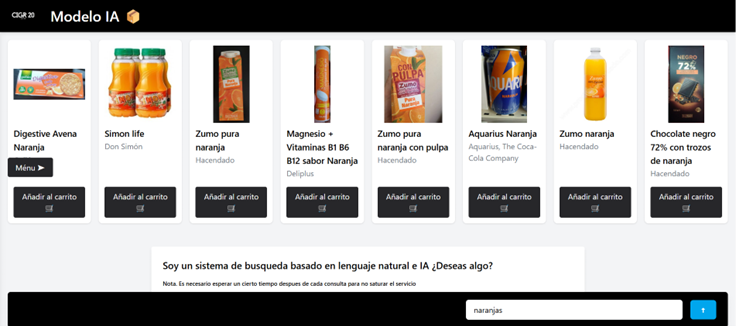 CIGR 20 Modelo IA
Digestive Avena
Naranja
Ménu ➤
Añadir al carrito
Simon life
Don Simón
Añadir al carrito
Zumo pura
naranja
Hacendado
Añadir al carrito
Magnesio +
Vitaminas B1 B6
B12 sabor Naranja
Deliplus
Añadir al carrito
Zumo pura
naranja con pulpa
Hacendado
Añadir al carrito
Aquarius Naranja
Aquarius, The Coca-
Cola Company
Añadir al carrito
Zumo naranja
Hacendado
Añadir al carrito
NEGRO
72%
Chocolate negro
72% con trozos
de naranja
Hacendado
Añadir al carrito
Soy un sistema de busqueda basado en lenguaje natural e IA ¿Deseas algo?
Nota. Es necesario esperar un cierto tiempo despues de cada consulta para no saturar el servicio
naranjas
↑